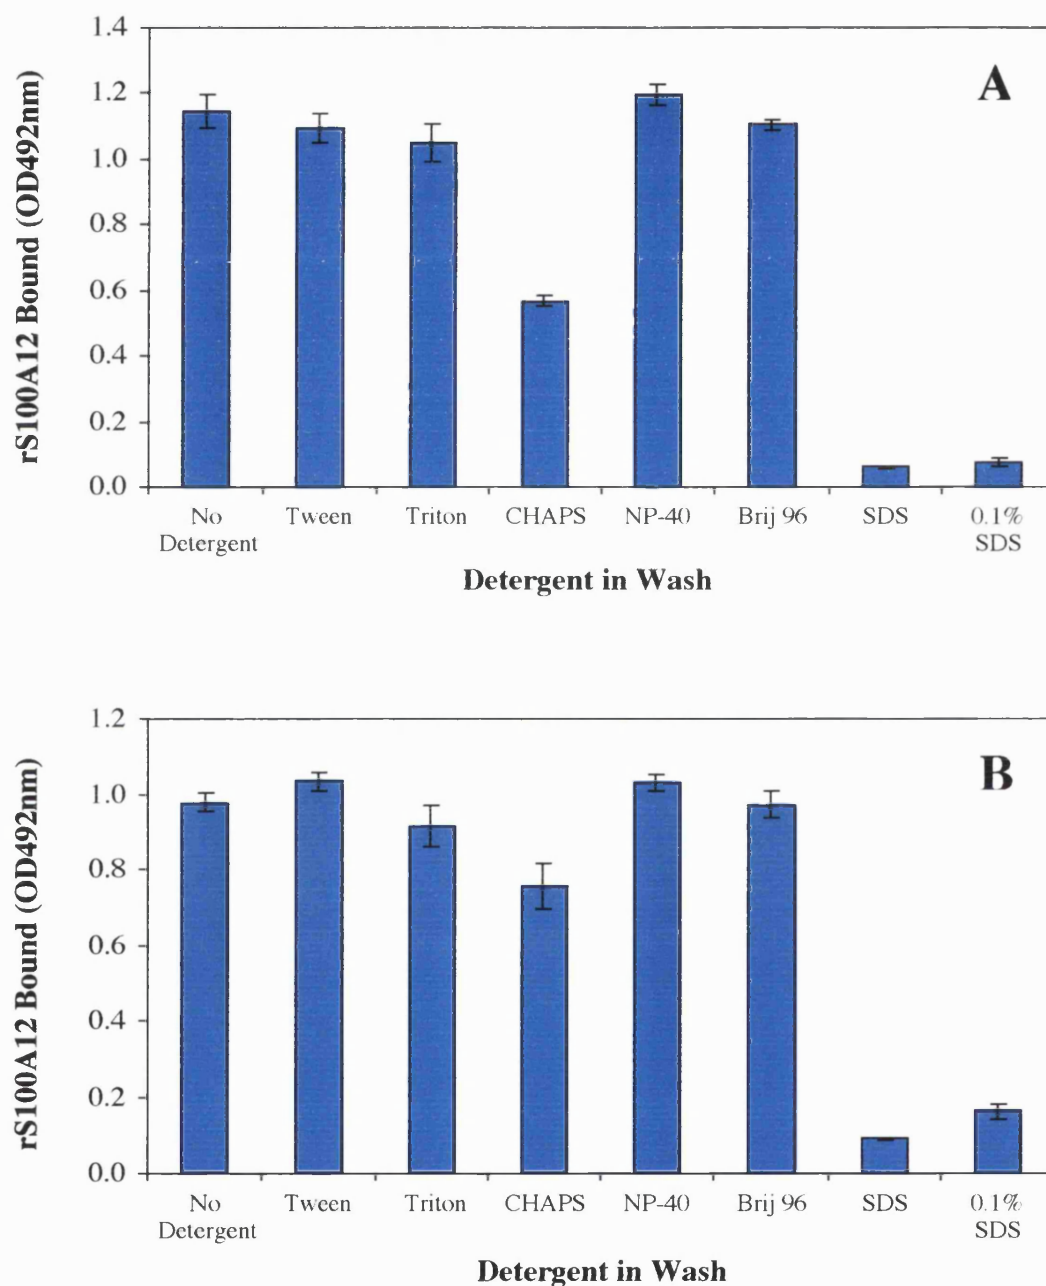 A
rS100A12 Bound (OD492nm)
1.4
1.2
1.0
0.8
0.6
0.4
0.2
0.0
No Detergent Tween Triton CHAPS NP-40 Brij 96 SDS 0.1% SDS
Detergent in Wash
B
rS100A12 Bound (OD492nm)
1.2
1.0
0.8
0.6
0.4
0.2
0.0
No Detergent Tween Triton CHAPS NP-40 Brij 96 SDS 0.1% SDS
Detergent in Wash